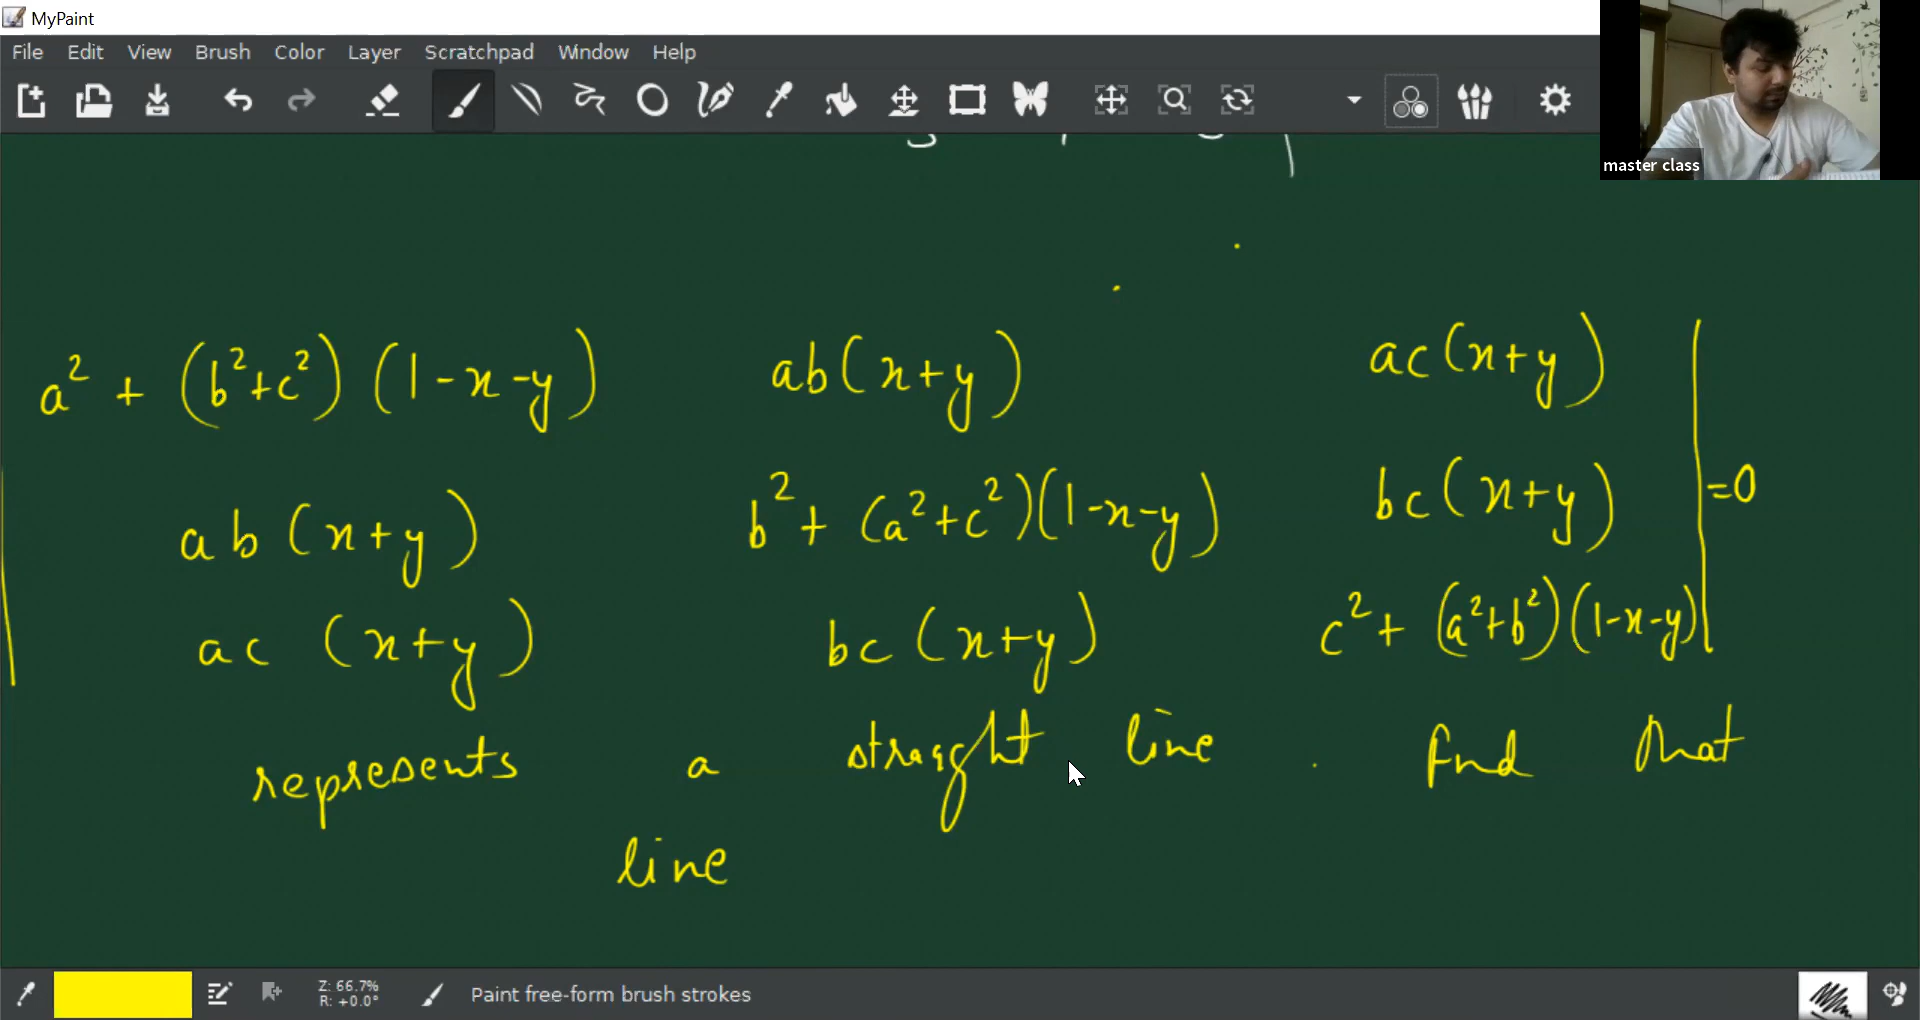 MyPaint
File Edit View Brush Color Layer Scratchpad Window Help
master class
a² + (b²+c²) (1-x-y) ab(x+y) ac(x+y)
ab (x+y) b² + (a²+c²)(1-x-y) bc(x+y) =0
ac (x+y) bc (x+y) c² + (a²+b²)(1-x-y)
represents a straight line . find that
line
Z: 66.7%
R: +0.0°
Paint free-form brush strokes